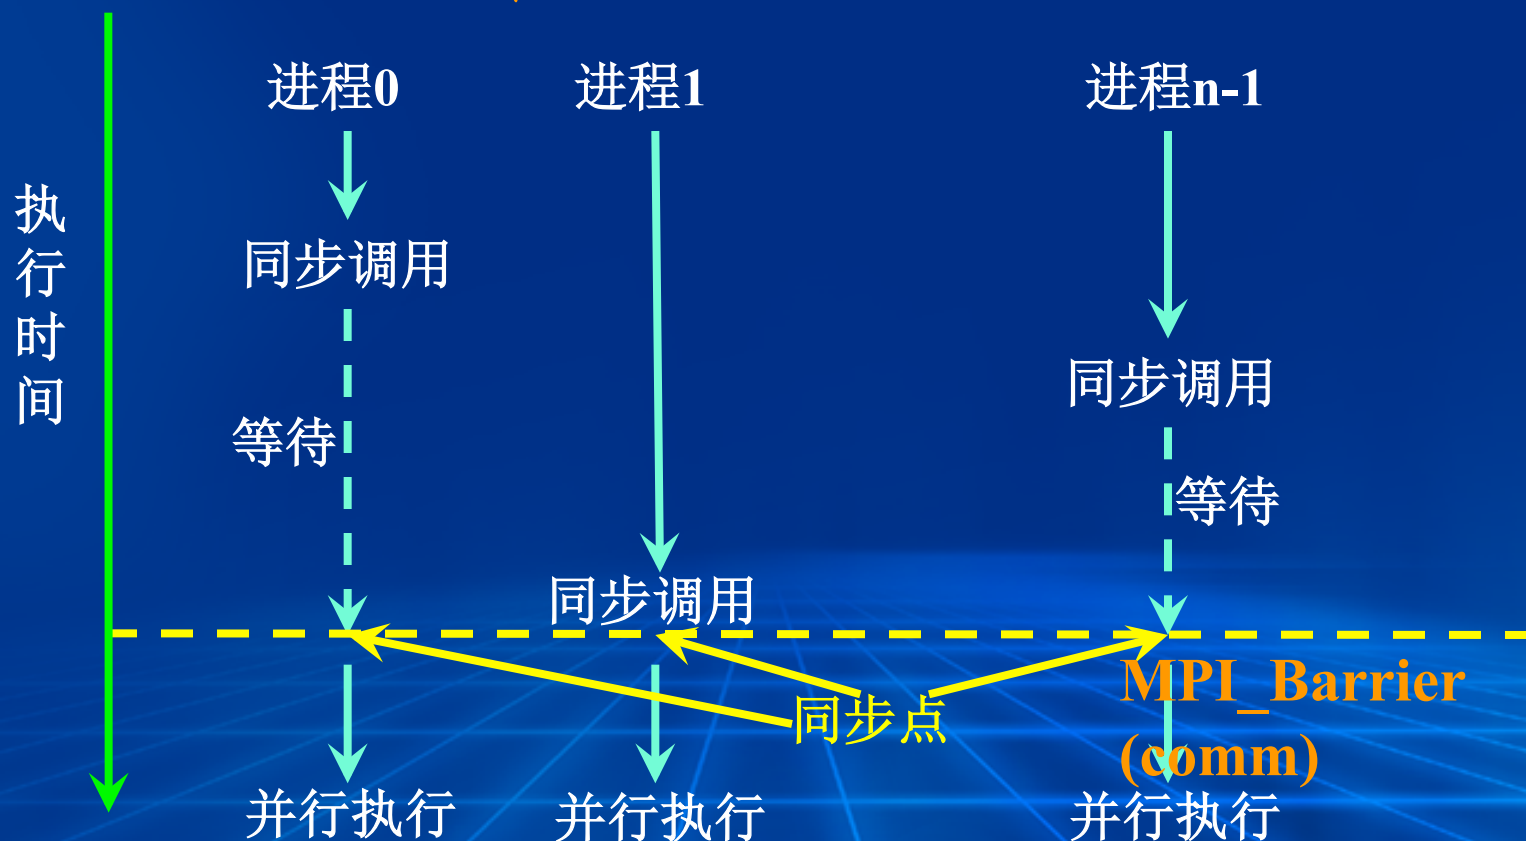 进程0
进程1
进程n-1
执行时间
同步调用
同步调用
等待
等待
同步调用
MPI_Barrier
(comm)
同步点
并行执行
并行执行
并行执行